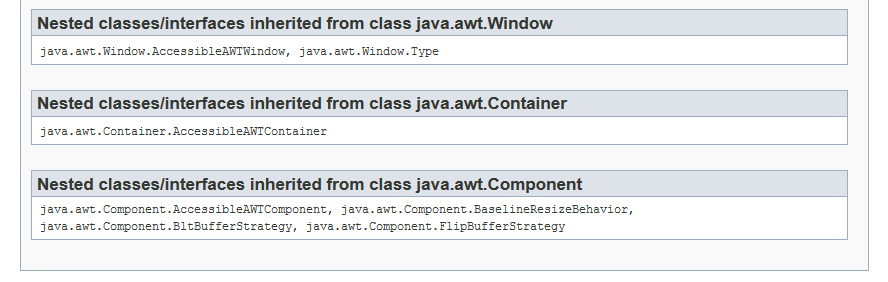 Nested classes/interfaces inherited from class java.awt.Window
java.awt.Window.AccessibleAWTWindow, java.awt.Window.Type
Nested classes/interfaces inherited from class java.awt.Container
java.awt.Container.AccessibleAWTContainer
Nested classes/interfaces inherited from class java.awt.Component
java.awt.Component.AccessibleAWTComponent, java.awt.Component.BaselineResizeBehavior,
java.awt.Component.BltBufferStrategy, java.awt.Component.FlipBufferStrategy